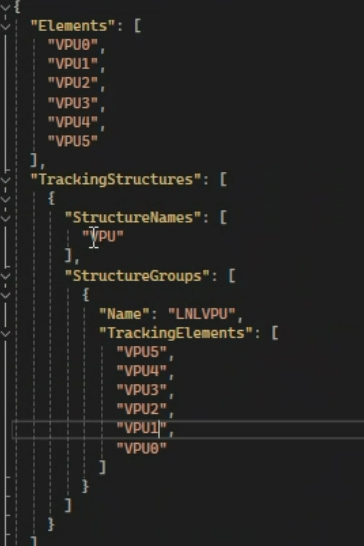 {
"Elements": [
"VPU0",
"VPU1",
"VPU2",
"VPU3",
"VPU4",
"VPU5"
],
"TrackingStructures": [
{
"StructureNames": [
"VPU"
],
"StructureGroups": [
{
"Name": "LNLVPU",
"TrackingElements": [
"VPU5",
"VPU4",
"VPU3",
"VPU2",
"VPU1",
"VPU0"
]
}
]
}
]